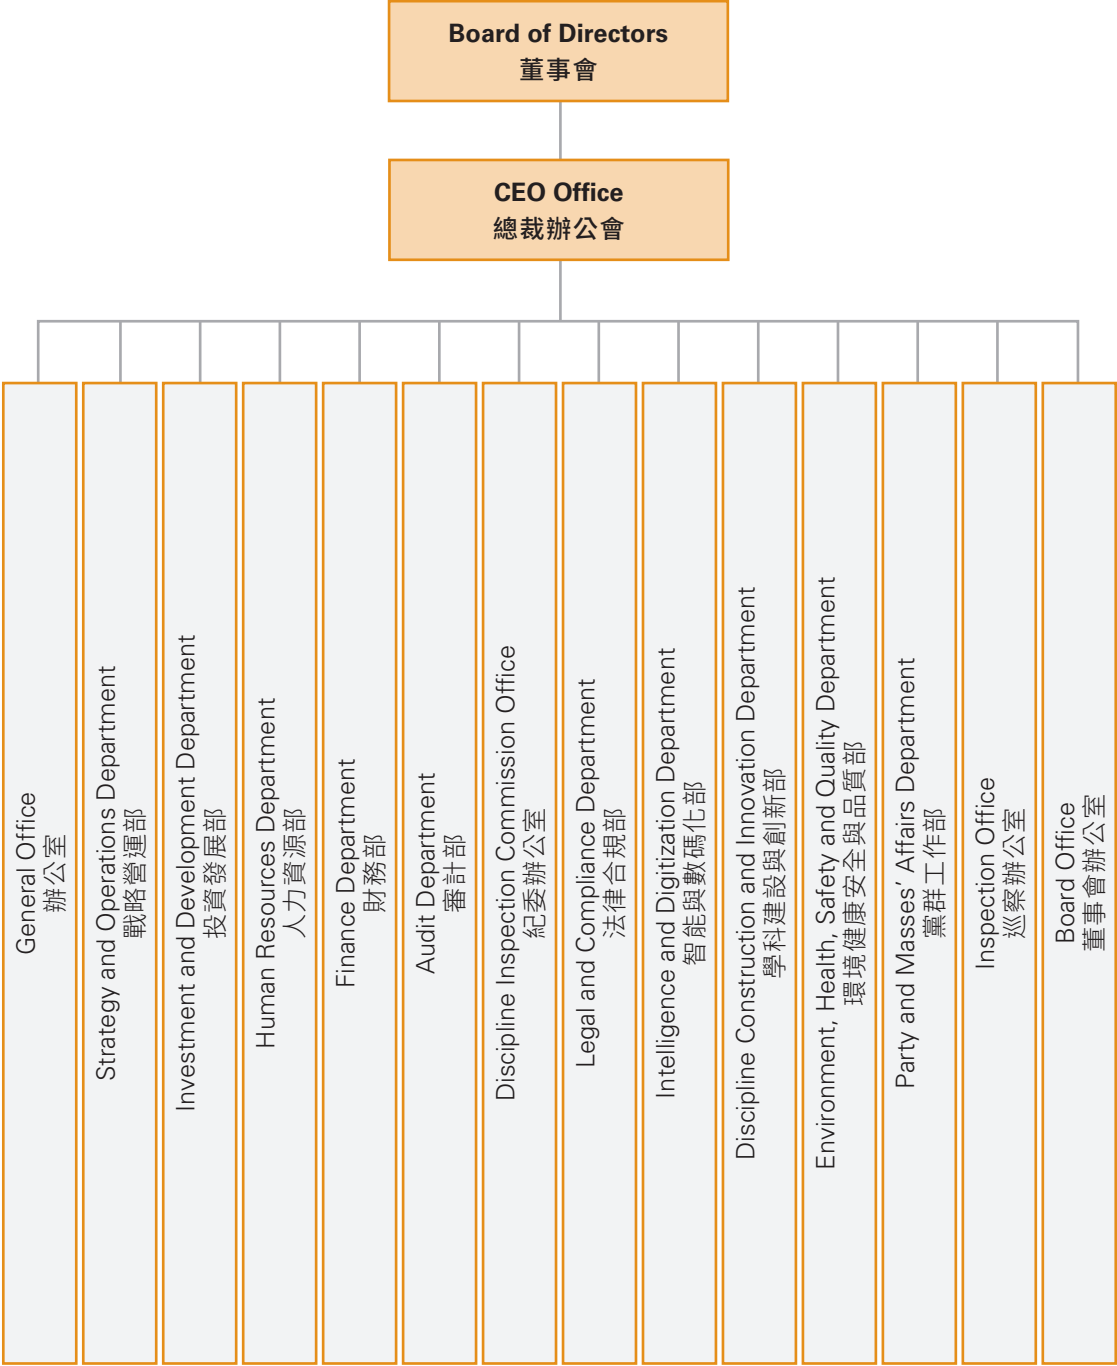 Board of Directors
董事會
CEO Office
總裁辦公會
General Office
辦公室
Strategy and Operations Department
戰略營運部
Investment and Development Department
投資發展部
Human Resources Department
人力資源部
Finance Department
財務部
Audit Department
審計部
Discipline Inspection Commission Office
紀委辦公室
Legal and Compliance Department
法律合規部
Intelligence and Digitization Department
智能與數碼化部
Discipline Construction and Innovation Department
學科建設與創新部
Environment, Health, Safety and Quality Department
環境健康安全與品質部
Party and Masses’ Affairs Department
黨群工作部
Inspection Office
巡察辦公室
Board Office
董事會辦公室